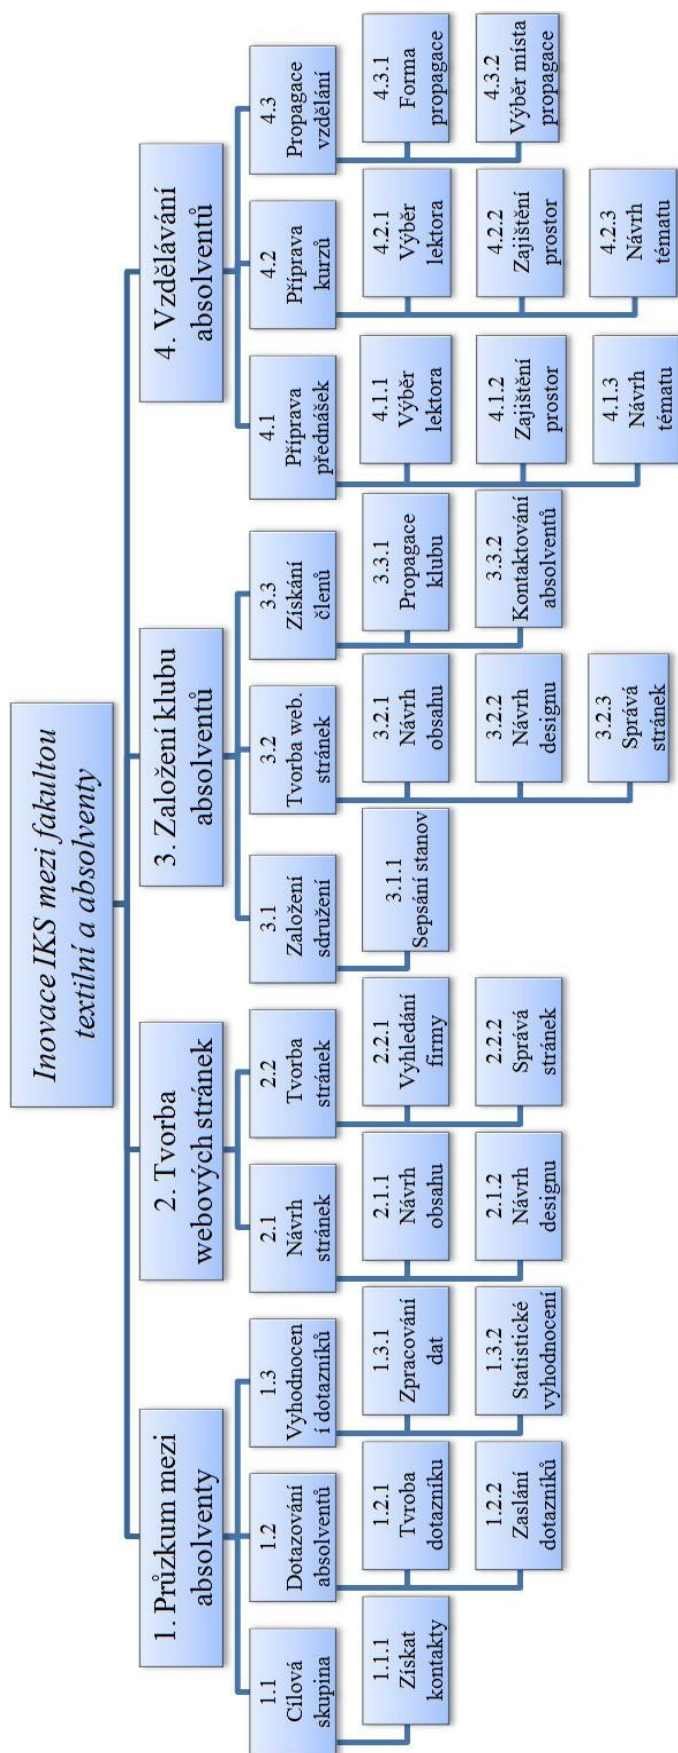 Inovace IKS mezi fakultou
textilní a absolventy
1. Průzkum mezi
absolventy
1.1
Cílová
skupina
1.1.1
Získat
kontakty
1.2
Dotazování
absolventů
1.2.1
Tvroba
dotazníku
1.2.2
Zaslání
dotazníků
1.3
Vyhodnocen
í dotazníků
1.3.1
Zpracování
dat
1.3.2
Statistické
vyhodnocení
2. Tvorba
webových stránek
2.1
Návrh
stránek
2.1.1
Návrh
obsahu
2.1.2
Návrh
designu
2.2
Tvorba
stránek
2.2.1
Vyhledání
firmy
2.2.2
Správá
stránek
3. Založení klubu
absolventů
3.1
Založení
sdružení
3.1.1
Sepsání stanov
3.2
Tvorba web.
stránek
3.2.1
Návrh
obsahu
3.2.2
Návrh
designu
3.2.3
Správá
stránek
3.3
Získání
členů
3.3.1
Propagace
klubu
3.3.2
Kontaktování
absolventů
4. Vzdělávání
absolventů
4.1
Příprava
přednášek
4.1.1
Výběr
lektora
4.1.2
Zajištění
prostor
4.1.3
Návrh
tématu
4.2
Příprava
kurzů
4.2.1
Výběr
lektora
4.2.2
Zajištění
prostor
4.2.3
Návrh
tématu
4.3
Propagace
vzdělání
4.3.1
Forma
propagace
4.3.2
Výběr místa
propagace